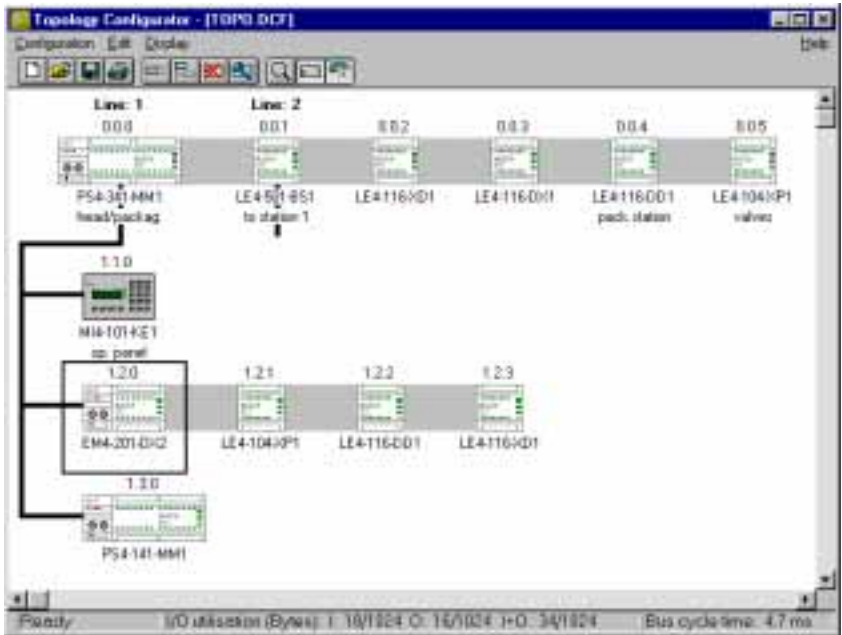 Topology Configurator - [TOPO.DCF]
Configuration Edit Display Help
Line: 1 Line: 2
0.0.0 0.0.1 0.0.2 0.0.3 0.0.4 0.0.5
PS4-341-MM1 LE4-501-BS1 LE4-116-XD1 LE4-116-DX1 LE4-116-DD1 LE4-104-XP1
head/packag to station 1 pack. station valves
1.1.0
MI4-101-KE1
op. panel
1.2.0 1.2.1 1.2.2 1.2.3
EM4-201-DX2 LE4-104-XP1 LE4-116-DD1 LE4-116-XD1
1.3.0
PS4-141-MM1
Ready I/O utilisation (Bytes): I: 18/1024 O: 16/1024 I+O: 34/1024 Bus cycle time: 4.7 ms